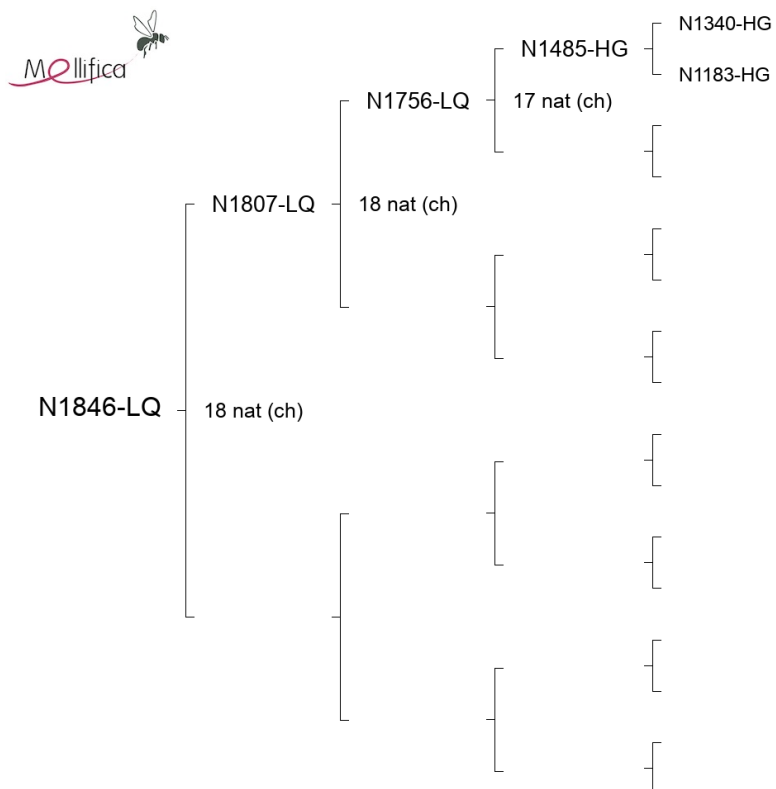 Mellifica
N1340-HG
N1485-HG
N1183-HG
N1756-LQ
17 nat (ch)
N1807-LQ
18 nat (ch)
N1846-LQ
18 nat (ch)